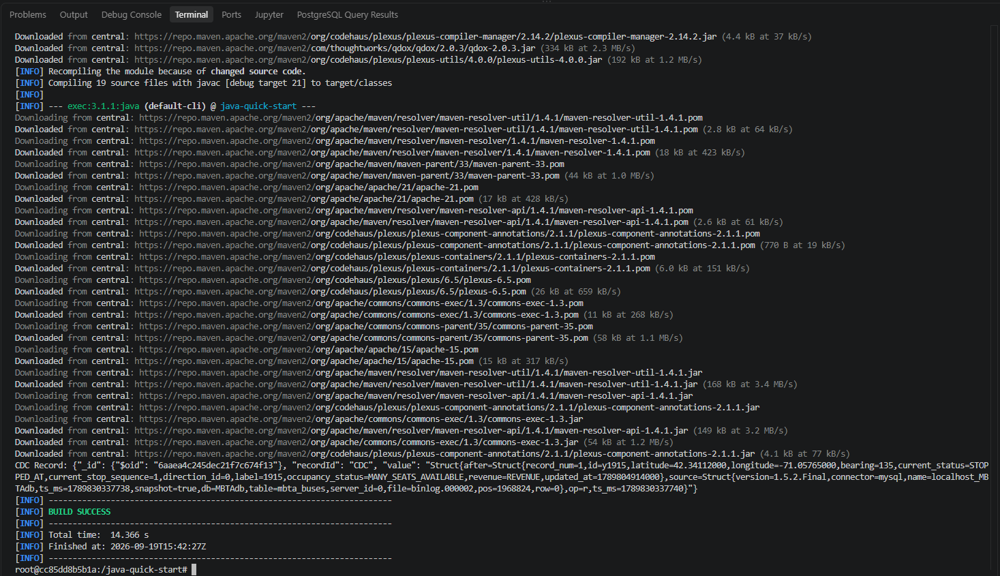 Problems Output Debug Console Terminal Ports Jupyter PostgreSQL Query Results
Downloaded from central: https://repo.maven.apache.org/maven2/org/codehaus/plexus/plexus-compiler-manager/2.14.2/plexus-compiler-manager-2.14.2.jar (4.4 kB at 37 kB/s)
Downloaded from central: https://repo.maven.apache.org/maven2/com/thoughtworks/qdox/qdox/2.0.3/qdox-2.0.3.jar (334 kB at 2.3 MB/s)
Downloaded from central: https://repo.maven.apache.org/maven2/org/codehaus/plexus/plexus-utils/4.0.0/plexus-utils-4.0.0.jar (192 kB at 1.2 MB/s)
[INFO] Recompiling the module because of changed source code.
[INFO] Compiling 19 source files with javac [debug target 21] to target/classes
[INFO]
[INFO] --- exec:3.1.1:java (default-cli) @ java-quick-start ---
Downloading from central: https://repo.maven.apache.org/maven2/org/apache/maven/resolver/maven-resolver-util/1.4.1/maven-resolver-util-1.4.1.pom
Downloaded from central: https://repo.maven.apache.org/maven2/org/apache/maven/resolver/maven-resolver-util/1.4.1/maven-resolver-util-1.4.1.pom (2.8 kB at 64 kB/s)
Downloading from central: https://repo.maven.apache.org/maven2/org/apache/maven/resolver/maven-resolver/1.4.1/maven-resolver-1.4.1.pom
Downloaded from central: https://repo.maven.apache.org/maven2/org/apache/maven/resolver/maven-resolver/1.4.1/maven-resolver-1.4.1.pom (18 kB at 423 kB/s)
Downloading from central: https://repo.maven.apache.org/maven2/org/apache/maven/maven-parent/33/maven-parent-33.pom
Downloaded from central: https://repo.maven.apache.org/maven2/org/apache/maven/maven-parent/33/maven-parent-33.pom (44 kB at 1.0 MB/s)
Downloading from central: https://repo.maven.apache.org/maven2/org/apache/apache/21/apache-21.pom
Downloaded from central: https://repo.maven.apache.org/maven2/org/apache/apache/21/apache-21.pom (17 kB at 428 kB/s)
Downloading from central: https://repo.maven.apache.org/maven2/org/apache/maven/resolver/maven-resolver-api/1.4.1/maven-resolver-api-1.4.1.pom
Downloaded from central: https://repo.maven.apache.org/maven2/org/apache/maven/resolver/maven-resolver-api/1.4.1/maven-resolver-api-1.4.1.pom (2.6 kB at 61 kB/s)
Downloading from central: https://repo.maven.apache.org/maven2/org/codehaus/plexus/plexus-component-annotations/2.1.1/plexus-component-annotations-2.1.1.pom
Downloaded from central: https://repo.maven.apache.org/maven2/org/codehaus/plexus/plexus-component-annotations/2.1.1/plexus-component-annotations-2.1.1.pom (770 B at 19 kB/s)
Downloading from central: https://repo.maven.apache.org/maven2/org/codehaus/plexus/plexus-containers/2.1.1/plexus-containers-2.1.1.pom
Downloaded from central: https://repo.maven.apache.org/maven2/org/codehaus/plexus/plexus-containers/2.1.1/plexus-containers-2.1.1.pom (6.0 kB at 151 kB/s)
Downloading from central: https://repo.maven.apache.org/maven2/org/codehaus/plexus/plexus/6.5/plexus-6.5.pom
Downloaded from central: https://repo.maven.apache.org/maven2/org/codehaus/plexus/plexus/6.5/plexus-6.5.pom (26 kB at 659 kB/s)
Downloading from central: https://repo.maven.apache.org/maven2/org/apache/commons/commons-exec/1.3/commons-exec-1.3.pom
Downloaded from central: https://repo.maven.apache.org/maven2/org/apache/commons/commons-exec/1.3/commons-exec-1.3.pom (11 kB at 268 kB/s)
Downloading from central: https://repo.maven.apache.org/maven2/org/apache/commons/commons-parent/35/commons-parent-35.pom
Downloaded from central: https://repo.maven.apache.org/maven2/org/apache/commons/commons-parent/35/commons-parent-35.pom (58 kB at 1.1 MB/s)
Downloading from central: https://repo.maven.apache.org/maven2/org/apache/apache/15/apache-15.pom
Downloaded from central: https://repo.maven.apache.org/maven2/org/apache/apache/15/apache-15.pom (15 kB at 317 kB/s)
Downloading from central: https://repo.maven.apache.org/maven2/org/apache/maven/resolver/maven-resolver-util/1.4.1/maven-resolver-util-1.4.1.jar
Downloaded from central: https://repo.maven.apache.org/maven2/org/apache/maven/resolver/maven-resolver-util/1.4.1/maven-resolver-util-1.4.1.jar (168 kB at 3.4 MB/s)
Downloading from central: https://repo.maven.apache.org/maven2/org/apache/maven/resolver/maven-resolver-api/1.4.1/maven-resolver-api-1.4.1.jar
Downloading from central: https://repo.maven.apache.org/maven2/org/codehaus/plexus/plexus-component-annotations/2.1.1/plexus-component-annotations-2.1.1.jar
Downloading from central: https://repo.maven.apache.org/maven2/org/apache/commons/commons-exec/1.3/commons-exec-1.3.jar
Downloaded from central: https://repo.maven.apache.org/maven2/org/apache/maven/resolver/maven-resolver-api/1.4.1/maven-resolver-api-1.4.1.jar (149 kB at 3.2 MB/s)
Downloaded from central: https://repo.maven.apache.org/maven2/org/apache/commons/commons-exec/1.3/commons-exec-1.3.jar (54 kB at 1.2 MB/s)
Downloaded from central: https://repo.maven.apache.org/maven2/org/codehaus/plexus/plexus-component-annotations/2.1.1/plexus-component-annotations-2.1.1.jar (4.1 kB at 77 kB/s)
CDC Record: {"_id": {"$oid": "6aaea4c245dec21f7c674f13"}, "recordId": "CDC", "value": "Struct{after=Struct{record_num=1,id=y1915,latitude=42.34112000,longitude=-71.05765000,bearing=135,current_status=STOP
PED_AT,current_stop_sequence=1,direction_id=0,label=1915,occupancy_status=MANY_SEATS_AVAILABLE,revenue=REVENUE,updated_at=1789804914000},source=Struct{version=1.5.2.Final,connector=mysql,name=localhost_MB
TAdb,ts_ms=1789830337738,snapshot=true,db=MBTAdb,table=mbta_buses,server_id=0,file=binlog.000002,pos=1968824,row=0},op=r,ts_ms=1789830337740}"}
[INFO] ------------------------------------------------------------------------
[INFO] BUILD SUCCESS
[INFO] ------------------------------------------------------------------------
[INFO] Total time:  14.366 s
[INFO] Finished at: 2026-09-19T15:42:27Z
[INFO] ------------------------------------------------------------------------
root@cc85dd8b5b1a:/java-quick-start#